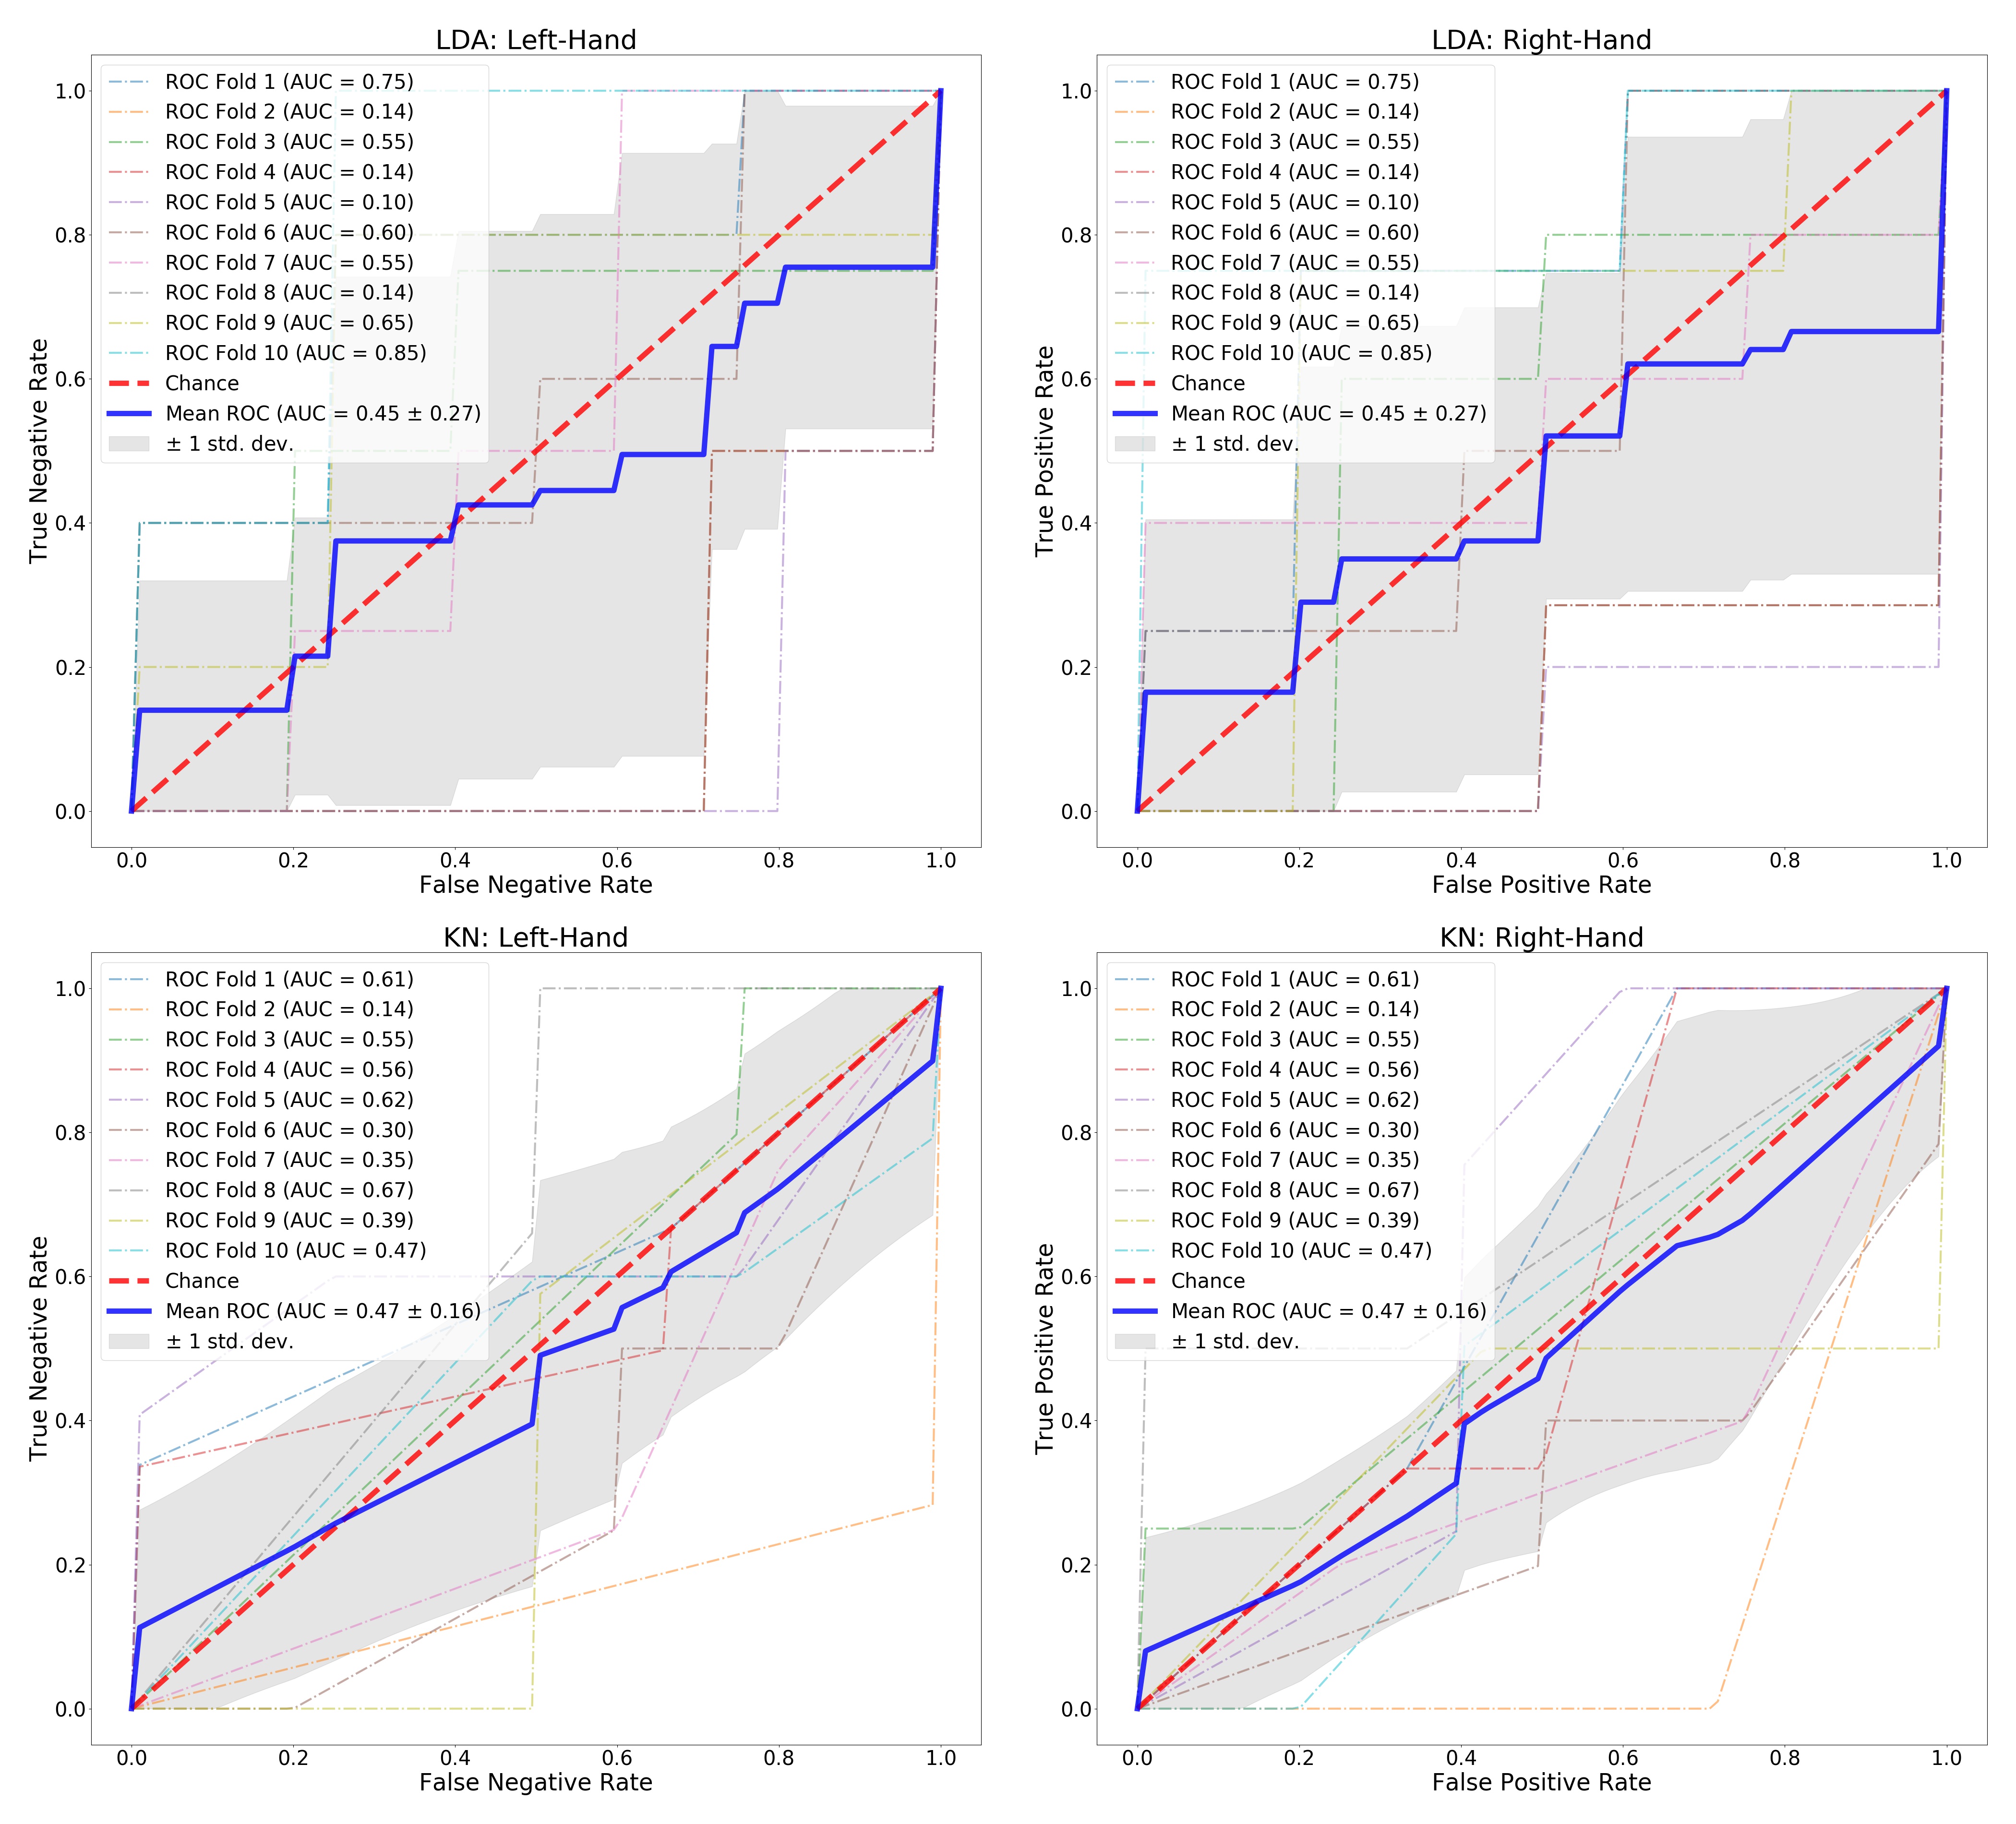 LDA: Left-Hand
ROC Fold 1 (AUC = 0.75)
ROC Fold 2 (AUC = 0.14)
ROC Fold 3 (AUC = 0.55)
ROC Fold 4 (AUC = 0.14)
ROC Fold 5 (AUC = 0.10)
ROC Fold 6 (AUC = 0.60)
ROC Fold 7 (AUC = 0.55)
ROC Fold 8 (AUC = 0.14)
ROC Fold 9 (AUC = 0.65)
ROC Fold 10 (AUC = 0.85)
Chance
Mean ROC (AUC = 0.45 ± 0.27)
± 1 std. dev.
True Negative Rate
1.0
0.8
0.6
0.4
0.2
0.0
0.0 0.2 0.4 0.6 0.8 1.0
False Negative Rate
LDA: Right-Hand
ROC Fold 1 (AUC = 0.75)
ROC Fold 2 (AUC = 0.14)
ROC Fold 3 (AUC = 0.55)
ROC Fold 4 (AUC = 0.14)
ROC Fold 5 (AUC = 0.10)
ROC Fold 6 (AUC = 0.60)
ROC Fold 7 (AUC = 0.55)
ROC Fold 8 (AUC = 0.14)
ROC Fold 9 (AUC = 0.65)
ROC Fold 10 (AUC = 0.85)
Chance
Mean ROC (AUC = 0.45 ± 0.27)
± 1 std. dev.
True Positive Rate
1.0
0.8
0.6
0.4
0.2
0.0
0.0 0.2 0.4 0.6 0.8 1.0
False Positive Rate
KN: Left-Hand
ROC Fold 1 (AUC = 0.61)
ROC Fold 2 (AUC = 0.14)
ROC Fold 3 (AUC = 0.55)
ROC Fold 4 (AUC = 0.56)
ROC Fold 5 (AUC = 0.62)
ROC Fold 6 (AUC = 0.30)
ROC Fold 7 (AUC = 0.35)
ROC Fold 8 (AUC = 0.67)
ROC Fold 9 (AUC = 0.39)
ROC Fold 10 (AUC = 0.47)
Chance
Mean ROC (AUC = 0.47 ± 0.16)
± 1 std. dev.
True Negative Rate
1.0
0.8
0.6
0.4
0.2
0.0
0.0 0.2 0.4 0.6 0.8 1.0
False Negative Rate
KN: Right-Hand
ROC Fold 1 (AUC = 0.61)
ROC Fold 2 (AUC = 0.14)
ROC Fold 3 (AUC = 0.55)
ROC Fold 4 (AUC = 0.56)
ROC Fold 5 (AUC = 0.62)
ROC Fold 6 (AUC = 0.30)
ROC Fold 7 (AUC = 0.35)
ROC Fold 8 (AUC = 0.67)
ROC Fold 9 (AUC = 0.39)
ROC Fold 10 (AUC = 0.47)
Chance
Mean ROC (AUC = 0.47 ± 0.16)
± 1 std. dev.
True Positive Rate
1.0
0.8
0.6
0.4
0.2
0.0
0.0 0.2 0.4 0.6 0.8 1.0
False Positive Rate